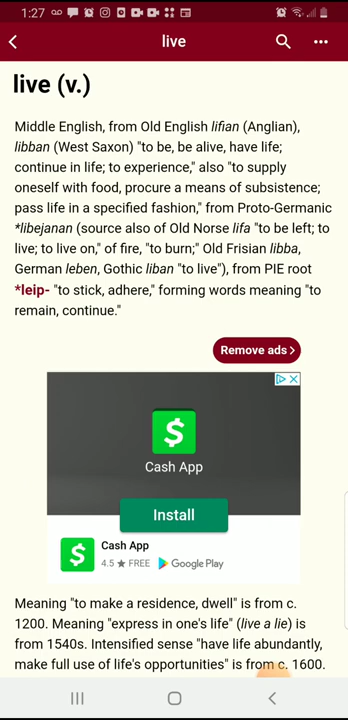 1:27
live
live (v.)
Middle English, from Old English lifian (Anglian),
libban (West Saxon) "to be, be alive, have life;
continue in life; to experience," also "to supply
oneself with food, procure a means of subsistence;
pass life in a specified fashion," from Proto-Germanic
*libejanan (source also of Old Norse lifa "to be left; to
live; to live on," of fire, "to burn;" Old Frisian libba,
German leben, Gothic liban "to live"), from PIE root
*leip- "to stick, adhere," forming words meaning "to
remain, continue."
Remove ads >
$
Cash App
Install
$
Cash App
4.5 ★ FREE Google Play
Meaning "to make a residence, dwell" is from c.
1200. Meaning "express in one's life" (live a lie) is
from 1540s. Intensified sense "have life abundantly,
make full use of life's opportunities" is from c. 1600.